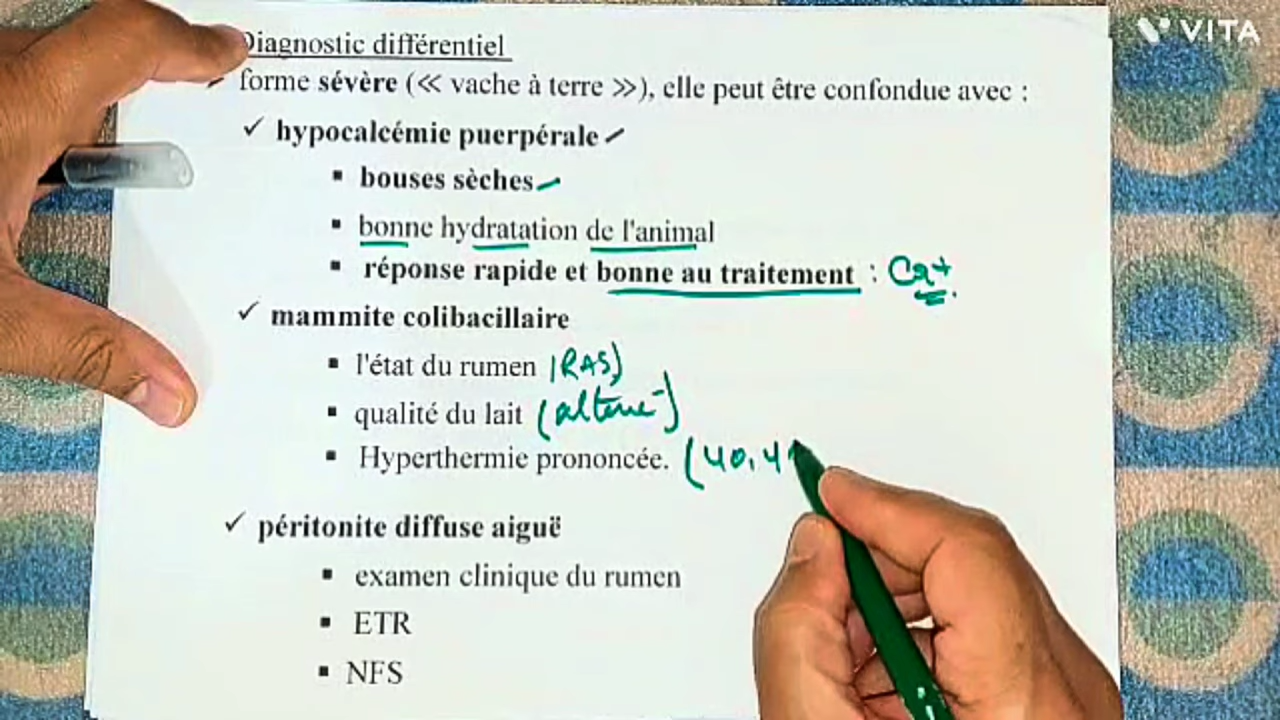 VITA
Diagnostic différentiel
forme sévère (≪ vache à terre ≫), elle peut être confondue avec :
✓ hypocalcémie puerpérale
▪ bouses sèches
▪ bonne hydratation de l'animal
▪ réponse rapide et bonne au traitement : Ca+
✓ mammite colibacillaire
▪ l'état du rumen (RAS)
▪ qualité du lait
▪ Hyperthermie prononcée. (40, 4
✓ péritonite diffuse aiguë
▪ examen clinique du rumen
▪ ETR
▪ NFS